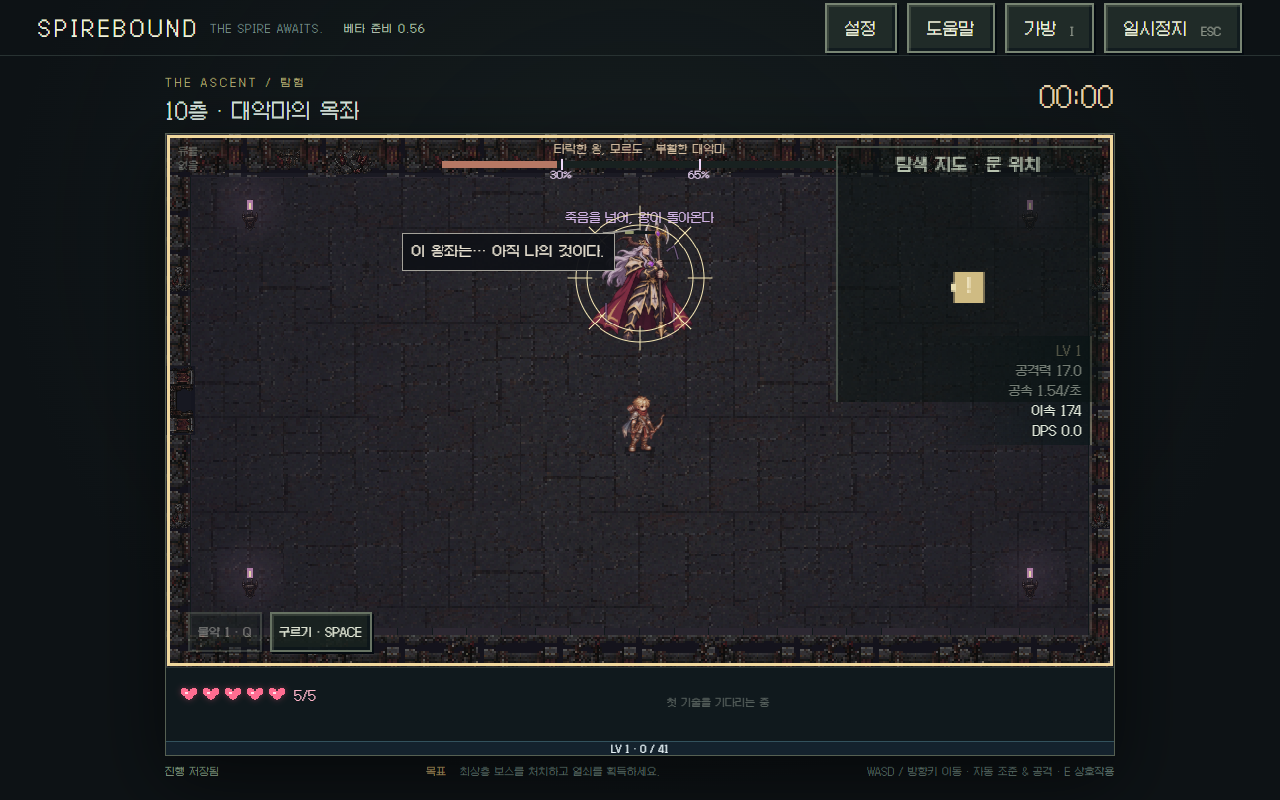 SPIREBOUND THE SPIRE AWAITS. 베타 준비 0.56
설정 도움말 가방 I 일시정지 ESC
THE ASCENT / 탐험
10층 · 대악마의 옥좌
00:00
타락한 왕, 모르도 · 부활한 대악마
30% 65%
탐색 지도 · 문 위치
죽음을 넘어, 왕이 돌아온다
이 왕좌는… 아직 나의 것이다.
!
LV 1
공격력 17.0
공속 1.54/초
이속 174
DPS 0.0
물약 1 · Q 구르기 · SPACE
5/5
첫 기술을 기다리는 중
LV 1 · 0 / 41
진행 저장됨 목표 최상층 보스를 처치하고 열쇠를 획득하세요. WASD / 방향키 이동 · 자동 조준 & 공격 · E 상호작용